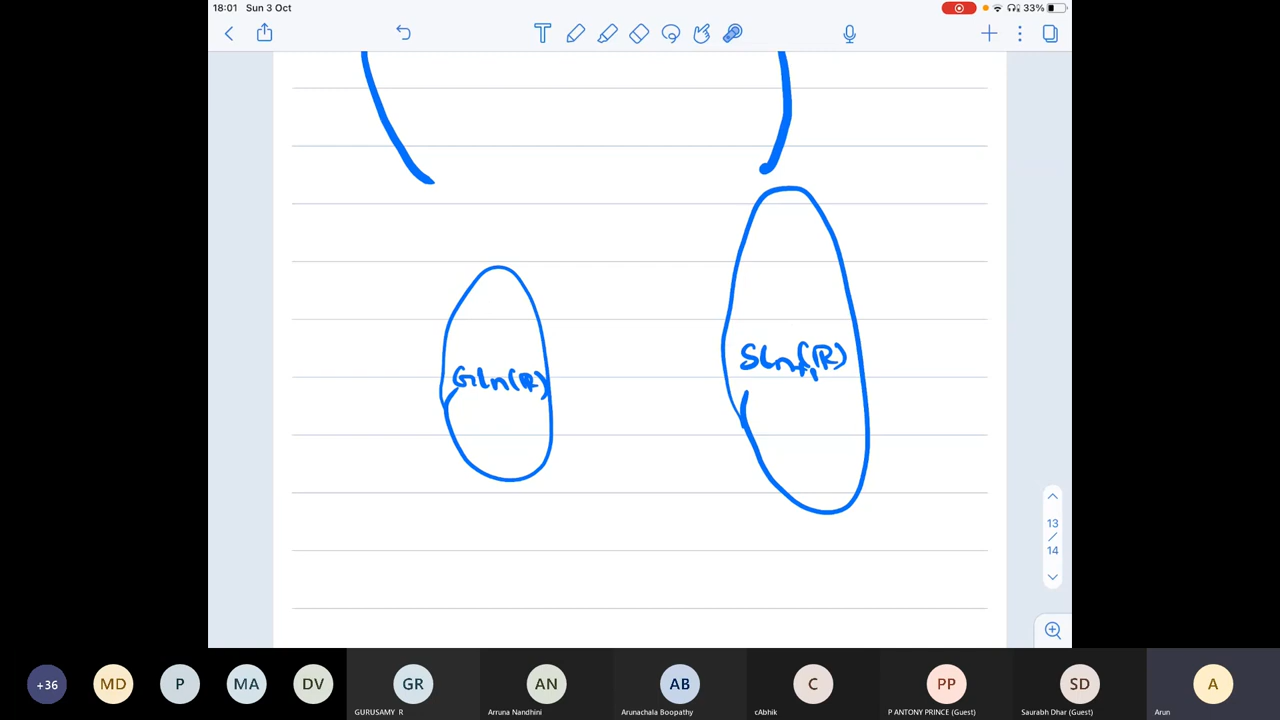 18:01 Sun 3 Oct
33%
T
GLn(R)
SLn+1(R)
13
/
14
+36
MD
P
MA
DV
GR
AN
AB
C
PP
SD
A
GURUSAMY R
Arruna Nandhini
Arunachala Boopathy
cAbhik
P ANTONY PRINCE (Guest)
Saurabh Dhar (Guest)
Arun